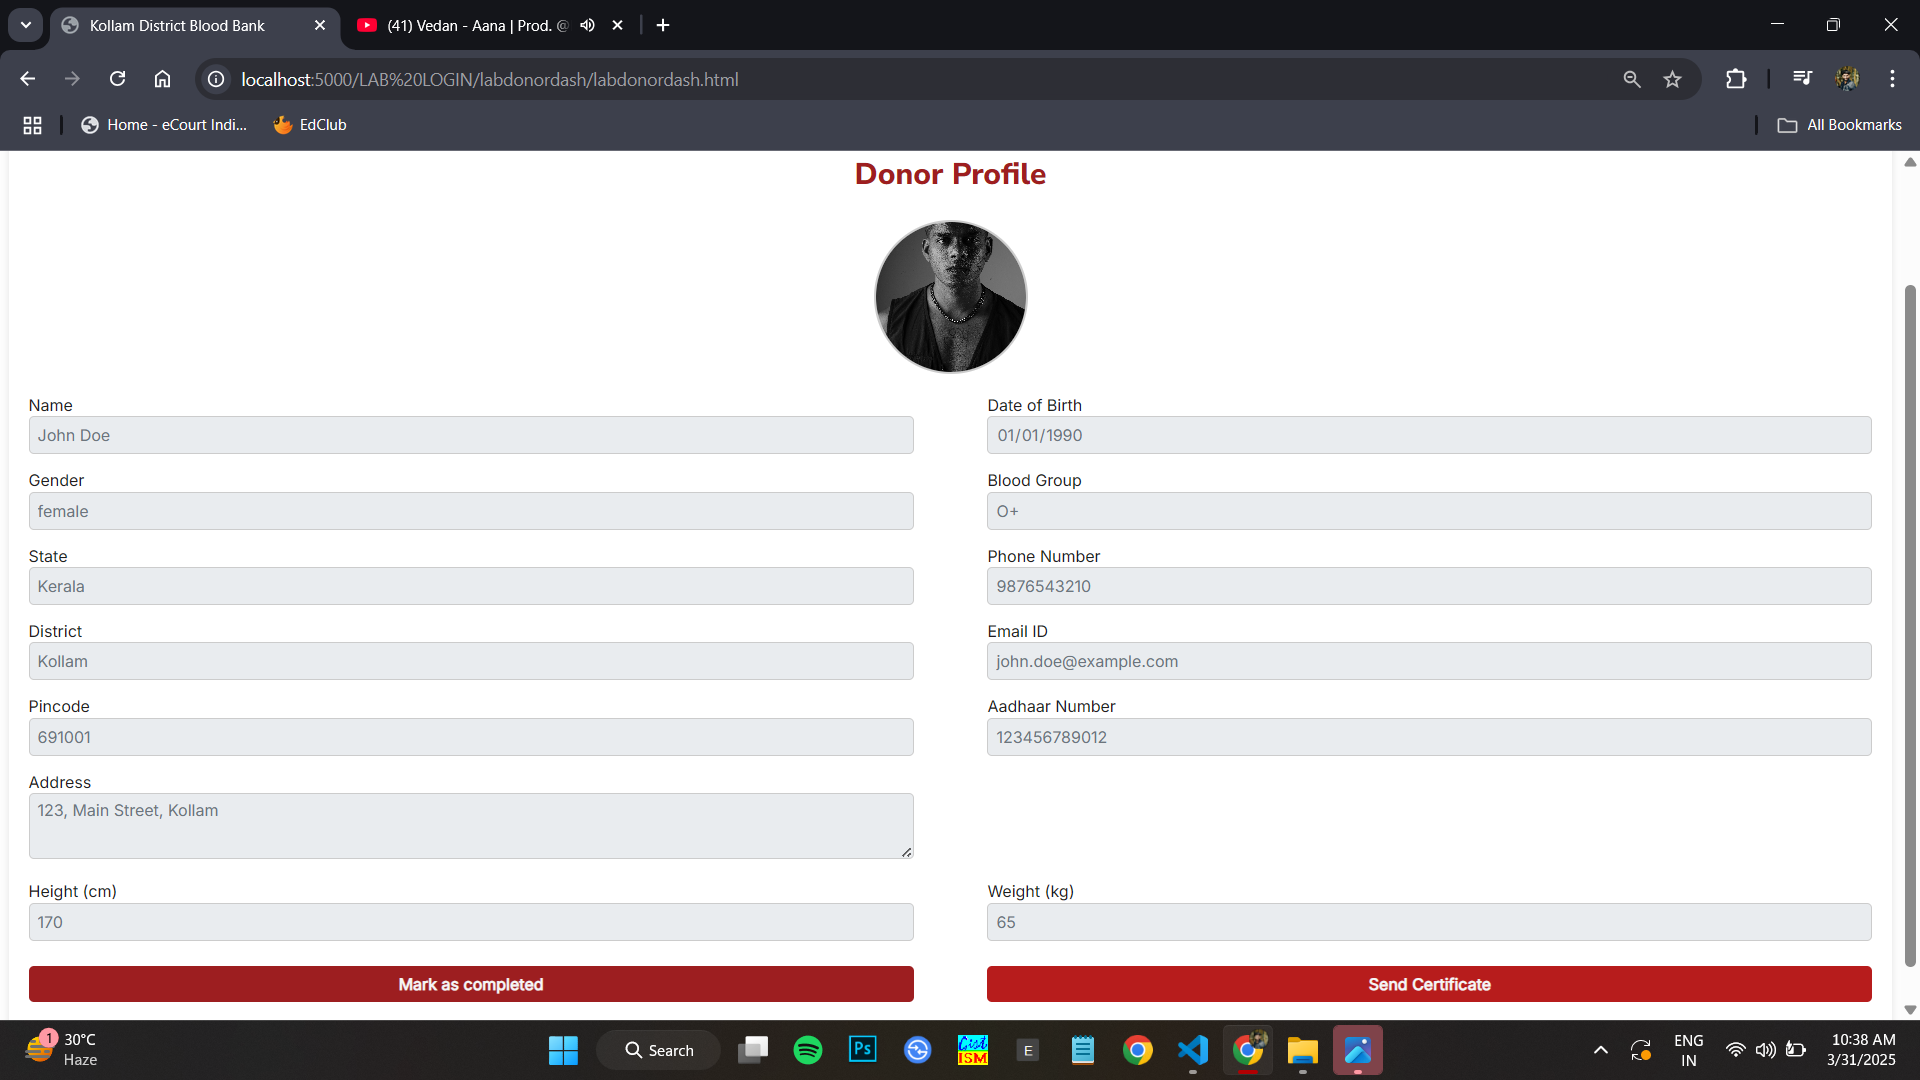 Kollam District Blood Bank
(41) Vedan - Aana | Prod. @
localhost:5000/LAB%20LOGIN/labdonordash/labdonordash.html
Home - eCourt Indi...
EdClub
All Bookmarks
Donor Profile
Name
John Doe
Date of Birth
01/01/1990
Gender
female
Blood Group
O+
State
Kerala
Phone Number
9876543210
District
Kollam
Email ID
john.doe@example.com
Pincode
691001
Aadhaar Number
123456789012
Address
123, Main Street, Kollam
Height (cm)
170
Weight (kg)
65
Mark as completed
Send Certificate
1
30°C
Haze
Search
Ps
Gist
ISM
E
ENG
IN
10:38 AM
3/31/2025